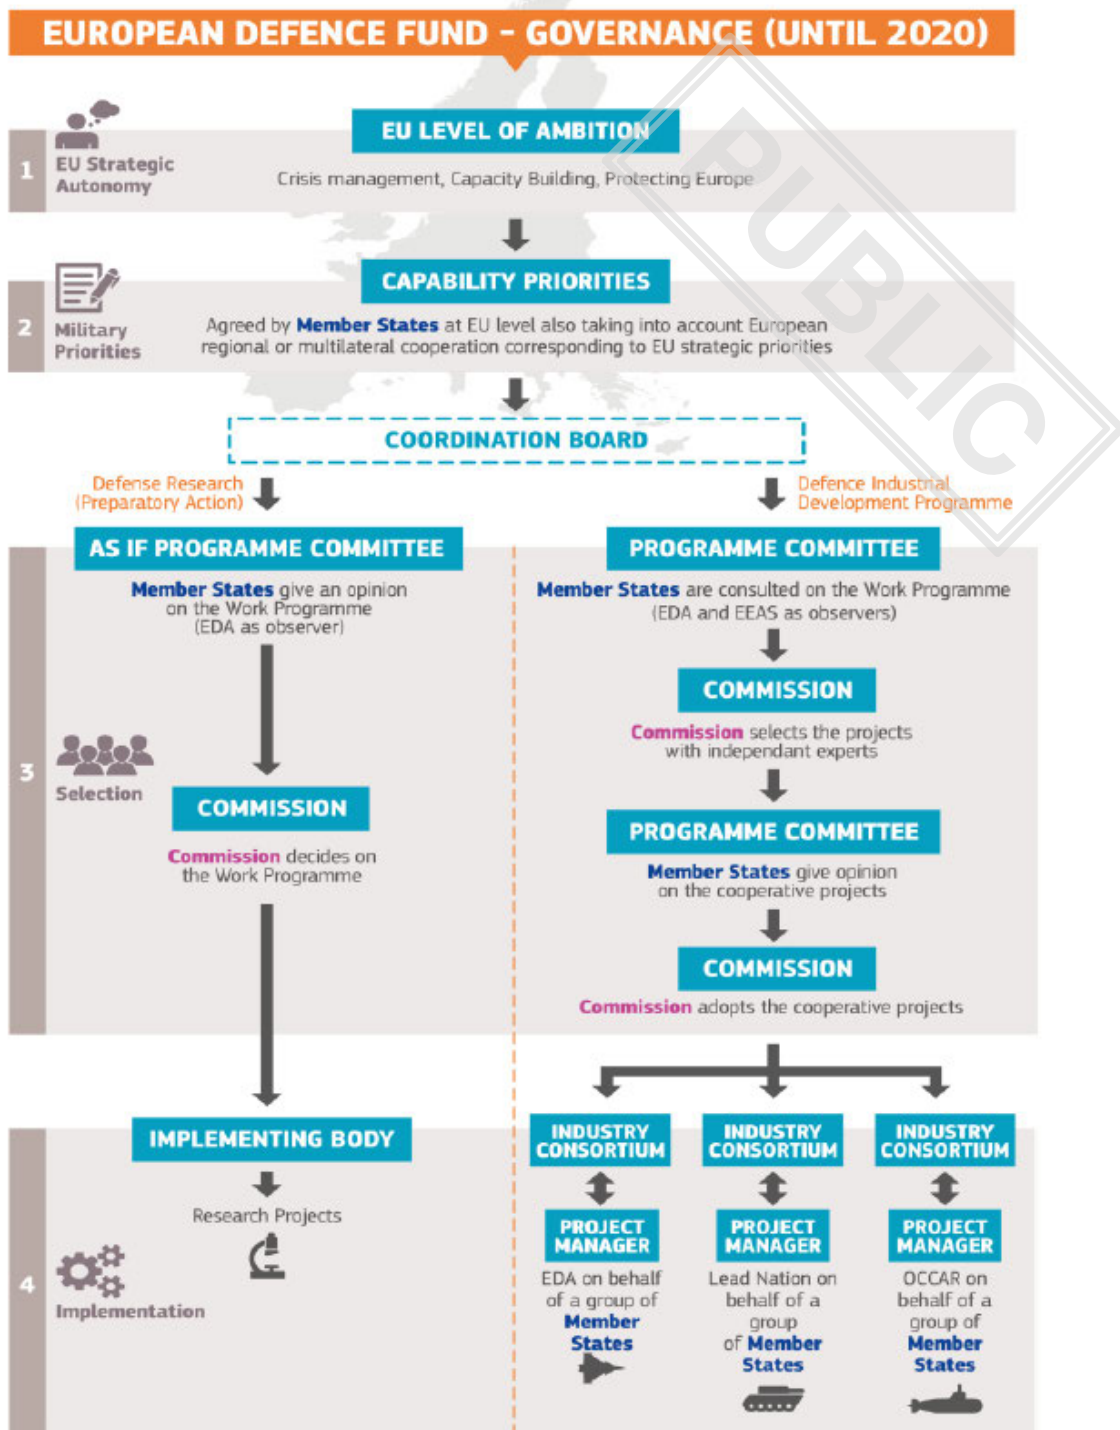 EUROPEAN DEFENCE FUND - GOVERNANCE (UNTIL 2020)
PUBLIC
1
EU Strategic
Autonomy
EU LEVEL OF AMBITION
Crisis management, Capacity Building, Protecting Europe
2
Military
Priorities
CAPABILITY PRIORITIES
Agreed by Member States at EU level also taking into account European
regional or multilateral cooperation corresponding to EU strategic priorities
COORDINATION BOARD
Defense Research
(Preparatory Action)
Defence Industrial
Development Programme
3
Selection
AS IF PROGRAMME COMMITTEE
Member States give an opinion
on the Work Programme
(EDA as observer)
COMMISSION
Commission decides on
the Work Programme
PROGRAMME COMMITTEE
Member States are consulted on the Work Programme
(EDA and EEAS as observers)
COMMISSION
Commission selects the projects
with independant experts
PROGRAMME COMMITTEE
Member States give opinion
on the cooperative projects
COMMISSION
Commission adopts the cooperative projects
4
Implementation
IMPLEMENTING BODY
Research Projects
INDUSTRY
CONSORTIUM
PROJECT
MANAGER
EDA on behalf
of a group of
Member
States
INDUSTRY
CONSORTIUM
PROJECT
MANAGER
Lead Nation on
behalf of a
group
of Member
States
INDUSTRY
CONSORTIUM
PROJECT
MANAGER
OCCAR on
behalf of a
group of
Member
States